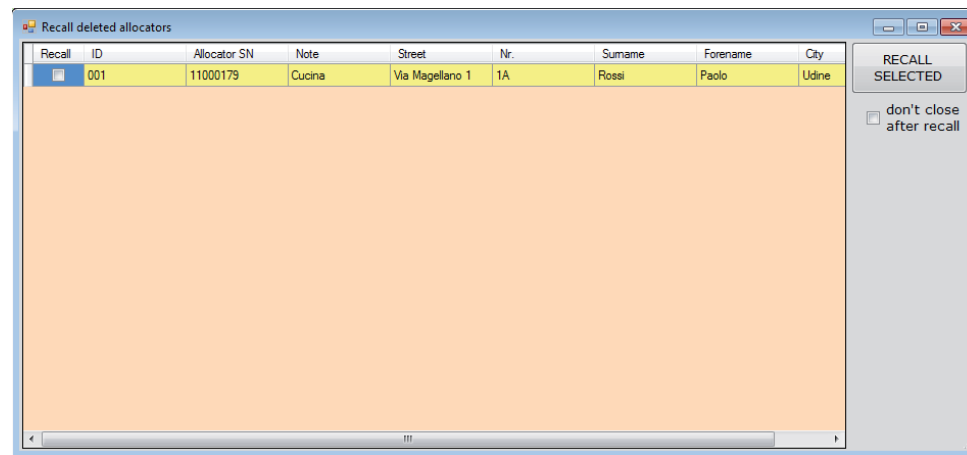 Recall deleted allocators
Recall ID Allocator SN Note Street Nr. Surname Forename City
001 11000179 Cucina Via Magellano 1 1A Rossi Paolo Udine
RECALL
SELECTED
don't close
after recall